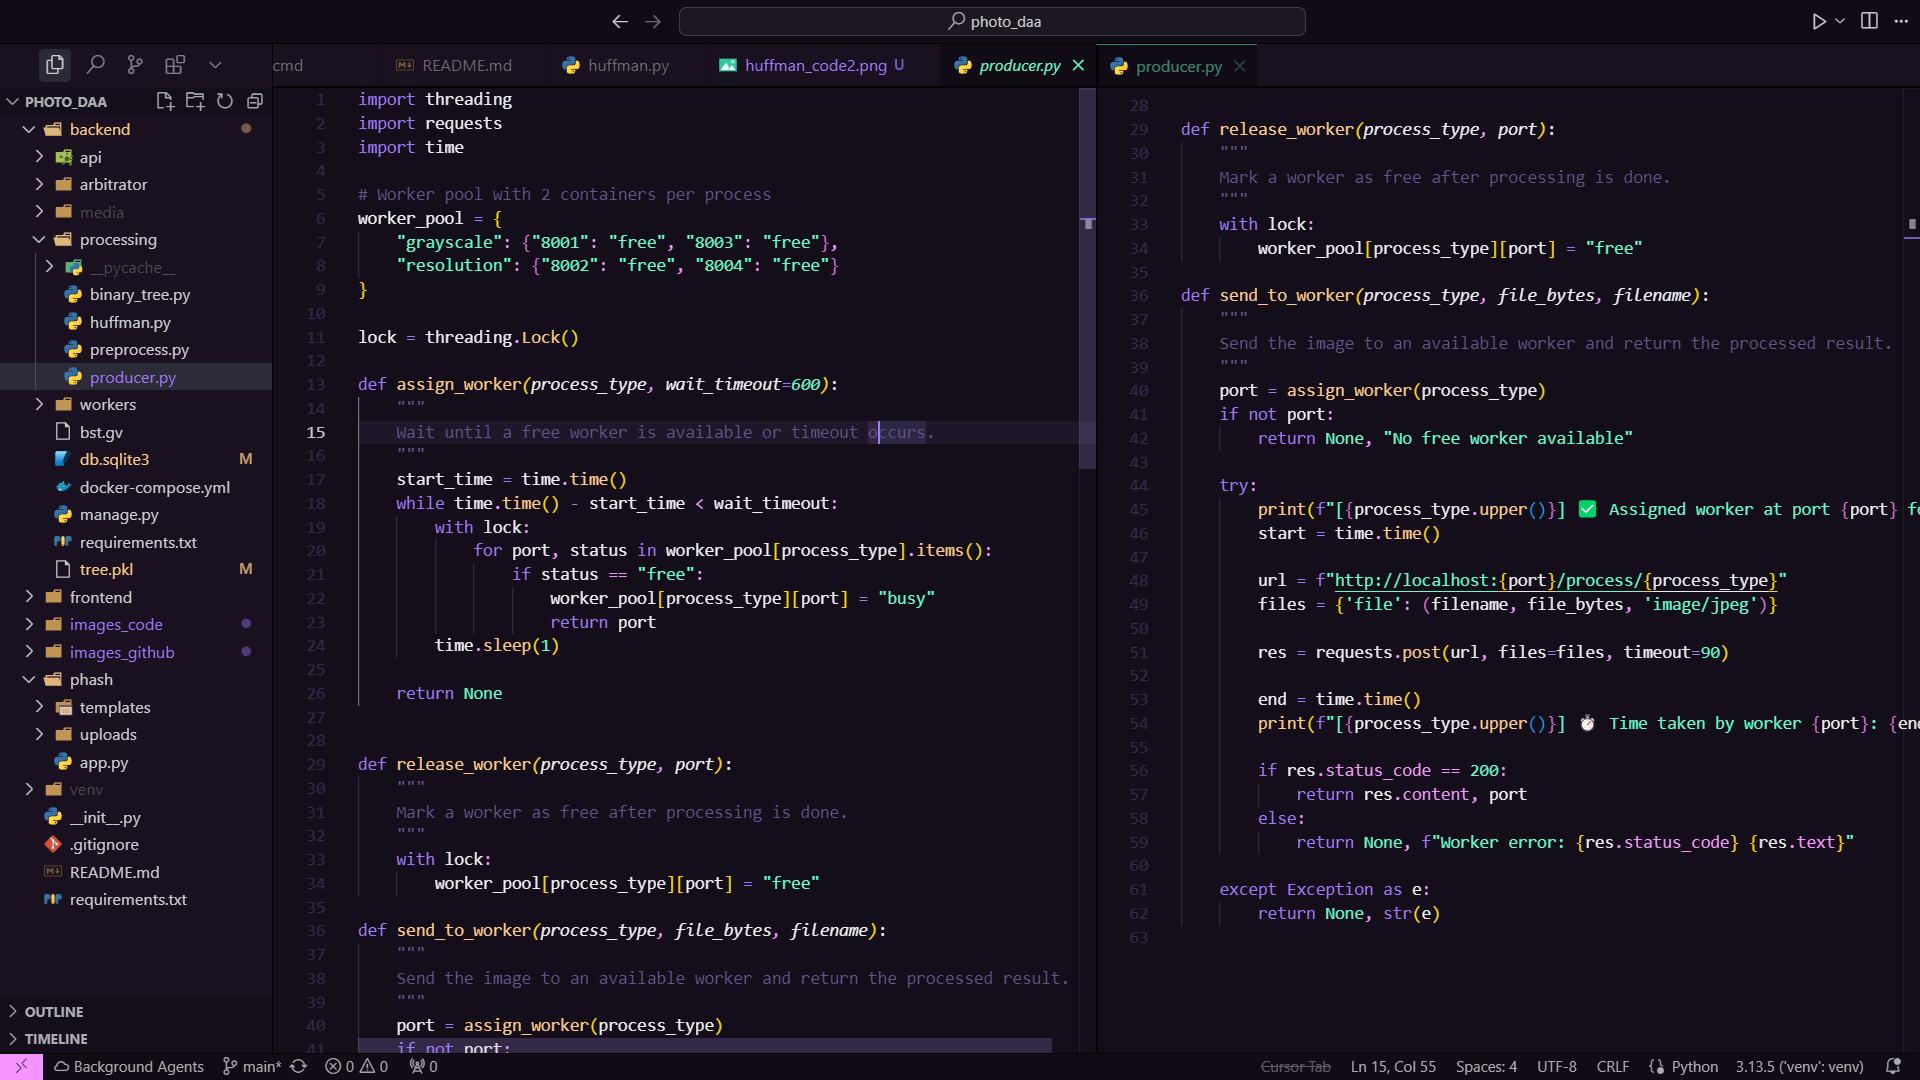 photo_daa
cmd
README.md
huffman.py
huffman_code2.png U
producer.py
producer.py
PHOTO_DAA
backend
api
arbitrator
media
processing
__pycache__
binary_tree.py
huffman.py
preprocess.py
producer.py
workers
bst.gv
db.sqlite3 M
docker-compose.yml
manage.py
requirements.txt
tree.pkl M
frontend
images_code
images_github
phash
templates
uploads
app.py
venv
__init__.py
.gitignore
README.md
requirements.txt
OUTLINE
TIMELINE
1 import threading
2 import requests
3 import time
4
5 # Worker pool with 2 containers per process
6 worker_pool = {
7     "grayscale": {"8001": "free", "8003": "free"},
8     "resolution": {"8002": "free", "8004": "free"}
9 }
10
11 lock = threading.Lock()
12
13 def assign_worker(process_type, wait_timeout=600):
14     """
15     Wait until a free worker is available or timeout occurs.
16     """
17     start_time = time.time()
18     while time.time() - start_time < wait_timeout:
19         with lock:
20             for port, status in worker_pool[process_type].items():
21                 if status == "free":
22                     worker_pool[process_type][port] = "busy"
23                     return port
24         time.sleep(1)
25
26     return None
27
28
29 def release_worker(process_type, port):
30     """
31     Mark a worker as free after processing is done.
32     """
33     with lock:
34         worker_pool[process_type][port] = "free"
35
36 def send_to_worker(process_type, file_bytes, filename):
37     """
38     Send the image to an available worker and return the processed result.
39     """
40     port = assign_worker(process_type)
41     if not port:
28
29 def release_worker(process_type, port):
30     """
31     Mark a worker as free after processing is done.
32     """
33     with lock:
34         worker_pool[process_type][port] = "free"
35
36 def send_to_worker(process_type, file_bytes, filename):
37     """
38     Send the image to an available worker and return the processed result.
39     """
40     port = assign_worker(process_type)
41     if not port:
42         return None, "No free worker available"
43
44     try:
45         print(f"[{process_type.upper()}] ✅ Assigned worker at port {port} fo
46         start = time.time()
47
48         url = f"http://localhost:{port}/process/{process_type}"
49         files = {'file': (filename, file_bytes, 'image/jpeg')}
50
51         res = requests.post(url, files=files, timeout=90)
52
53         end = time.time()
54         print(f"[{process_type.upper()}] ⏱ Time taken by worker {port}: {end
55
56         if res.status_code == 200:
57             return res.content, port
58         else:
59             return None, f"Worker error: {res.status_code} {res.text}"
60
61     except Exception as e:
62         return None, str(e)
63
Background Agents main* 0 0 0 Cursor Tab Ln 15, Col 55 Spaces: 4 UTF-8 CRLF Python 3.13.5 ('venv': venv)